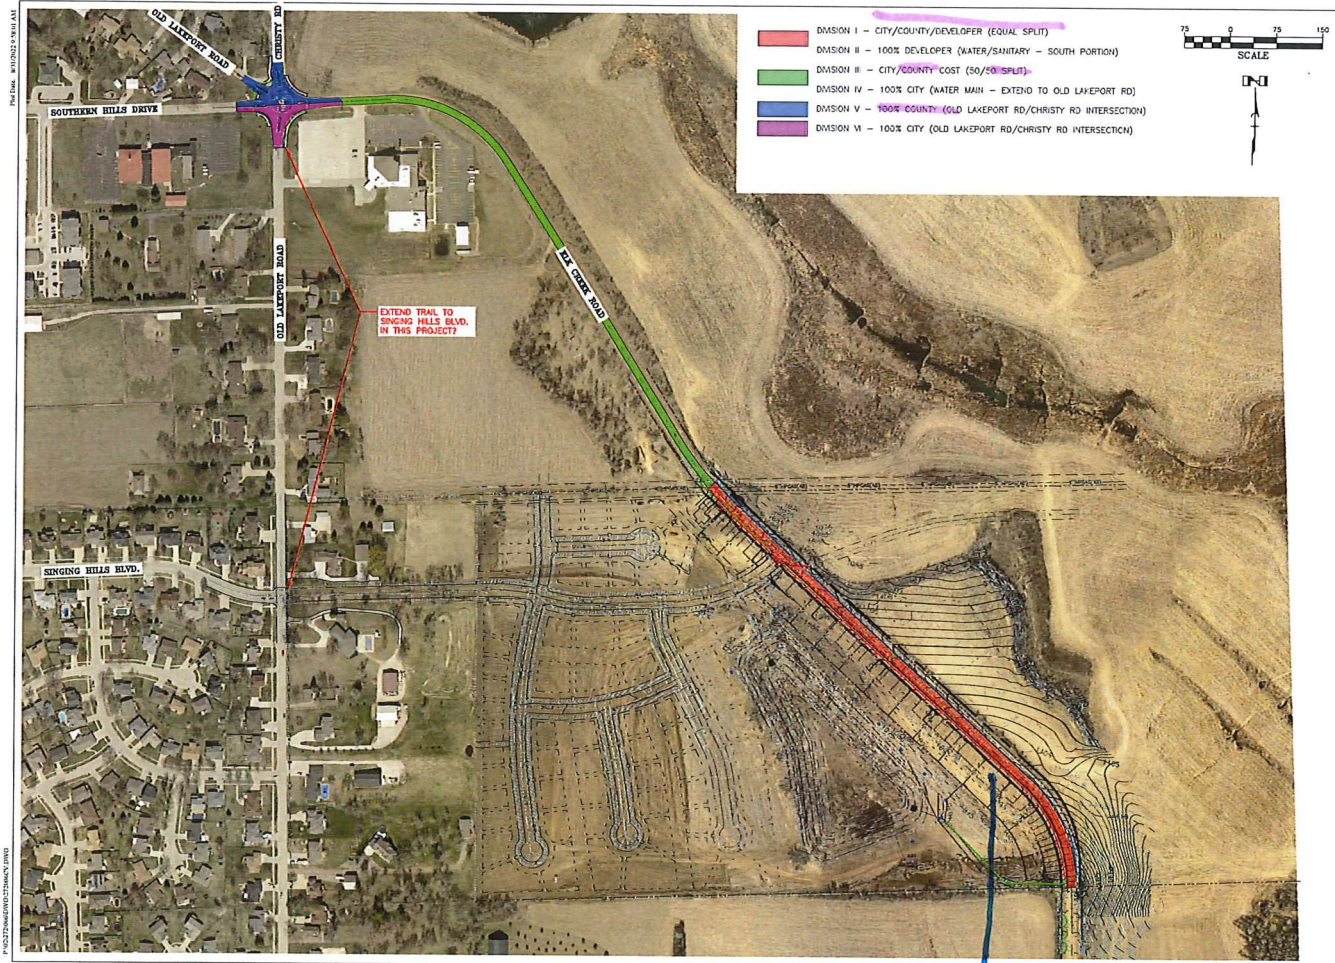 DIVISION I - CITY/COUNTY/DEVELOPER (EQUAL SPLIT)
DIVISION II - 100% DEVELOPER (WATER/SANITARY - SOUTH PORTION)
DIVISION III - CITY/COUNTY COST (50/50 SPLIT)
DIVISION IV - 100% CITY (WATER MAIN - EXTEND TO OLD LAKEPORT RD)
DIVISION V - 100% COUNTY (OLD LAKEPORT RD/CHRISTY RD INTERSECTION)
DIVISION VI - 100% CITY (OLD LAKEPORT RD/CHRISTY RD INTERSECTION)
75 0 75 150
SCALE
N
OLD LAKEPORT ROAD
CHRISTY RD
SOUTHERN HILLS DRIVE
OLD LAKEPORT ROAD
ELK CREEK ROAD
EXTEND TRAIL TO
SINGING HILLS BLVD.
IN THIS PROJECT?
SINGING HILLS BLVD.